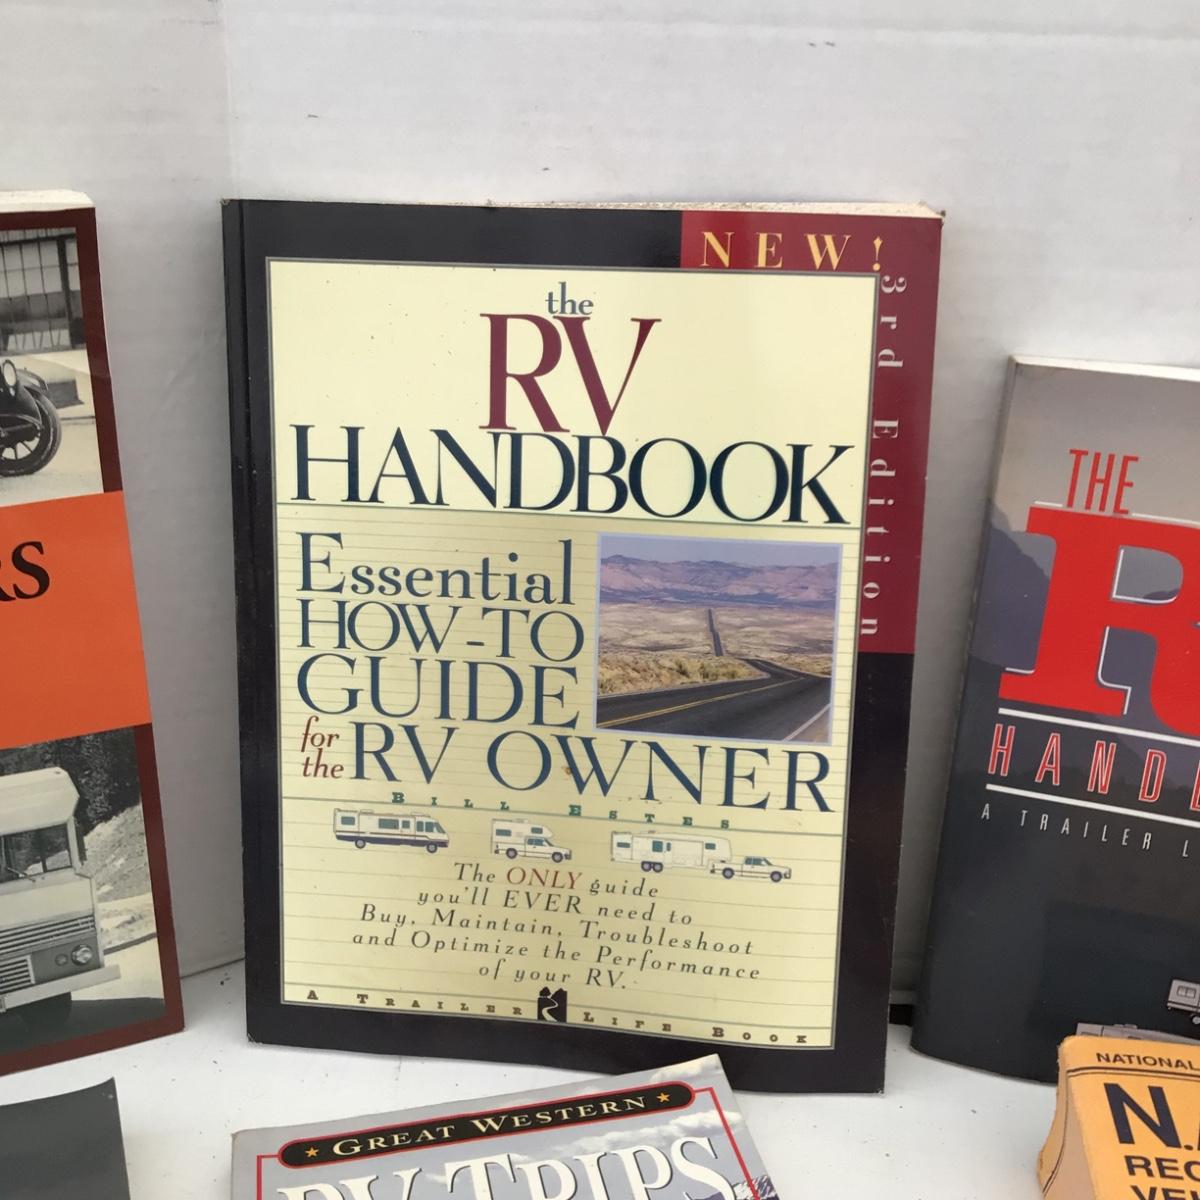 NEW!
3rd Edition
the
RV
HANDBOOK
Essential
HOW-TO
GUIDE
for the RV OWNER
BILL ESTES
The ONLY guide
you'll EVER need to
Buy, Maintain, Troubleshoot
and Optimize the Performance
of your RV.
A TRAILER LIFE BOOK
THE
R
HAND
A TRAILER L
GREAT WESTERN
RV TRIPS
NATIONAL
N.
REC
VE
RS